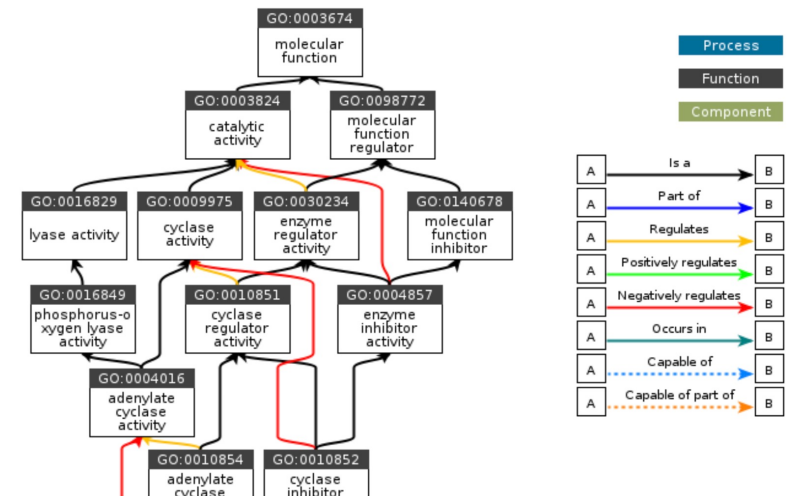 GO:0003674
molecular
function
Process
Function
Component
GO:0003824
catalytic
activity
GO:0098772
molecular
function
regulator
A Is a B
A Part of B
A Regulates B
A Positively regulates B
A Negatively regulates B
A Occurs in B
A Capable of B
A Capable of part of B
GO:0016829
lyase activity
GO:0009975
cyclase
activity
GO:0030234
enzyme
regulator
activity
GO:0140678
molecular
function
inhibitor
GO:0016849
phosphorus-o
xygen lyase
activity
GO:0010851
cyclase
regulator
activity
GO:0004857
enzyme
inhibitor
activity
GO:0004016
adenylate
cyclase
activity
GO:0010854
adenylate
cyclase
GO:0010852
cyclase
inhibitor